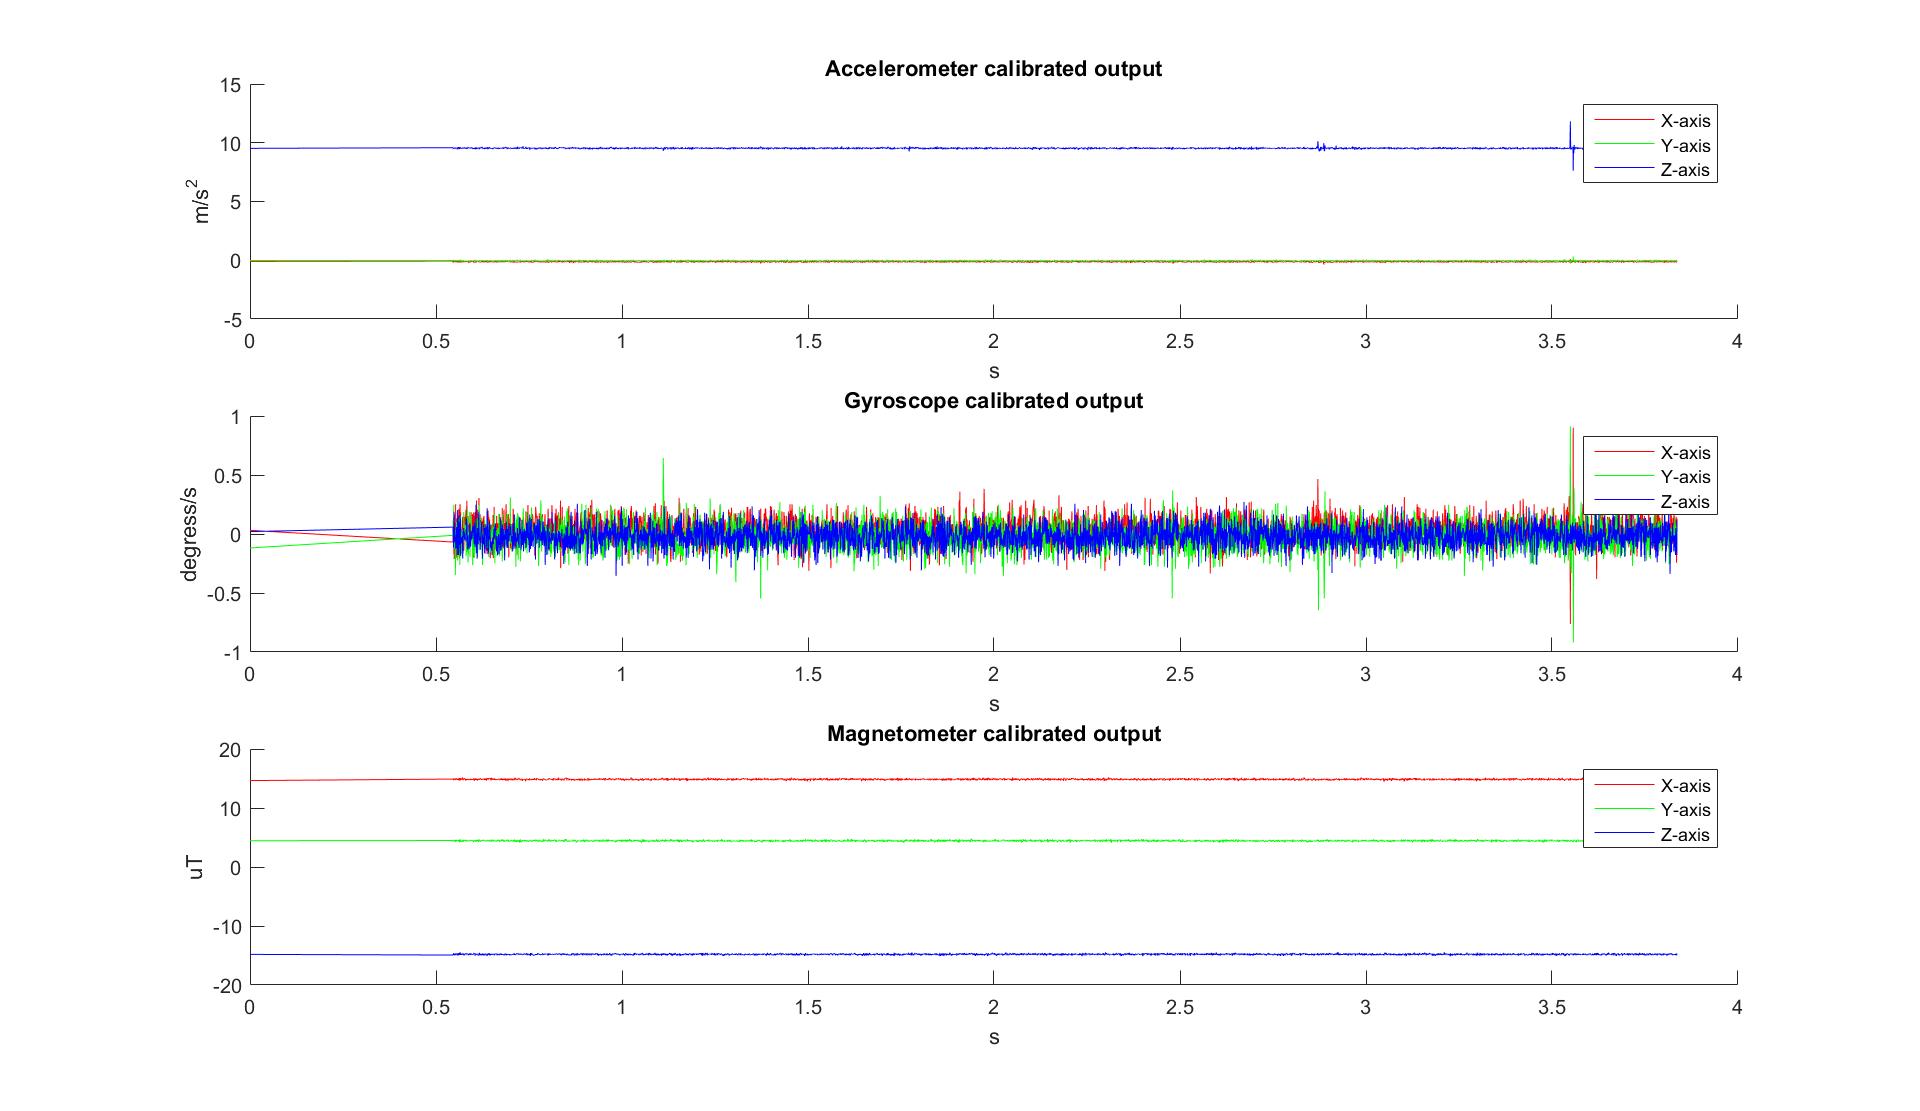 Accelerometer calibrated output
15
10
5
0
-5
m/s2
X-axis
Y-axis
Z-axis
0 0.5 1 1.5 2 2.5 3 3.5 4
s
Gyroscope calibrated output
1
0.5
0
-0.5
-1
degress/s
X-axis
Y-axis
Z-axis
0 0.5 1 1.5 2 2.5 3 3.5 4
s
Magnetometer calibrated output
20
10
0
-10
-20
uT
X-axis
Y-axis
Z-axis
0 0.5 1 1.5 2 2.5 3 3.5 4
s